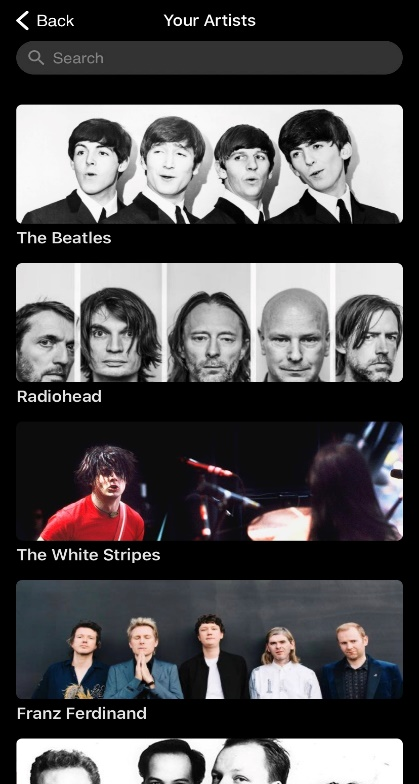 Back
Your Artists
Search
The Beatles
Radiohead
The White Stripes
Franz Ferdinand